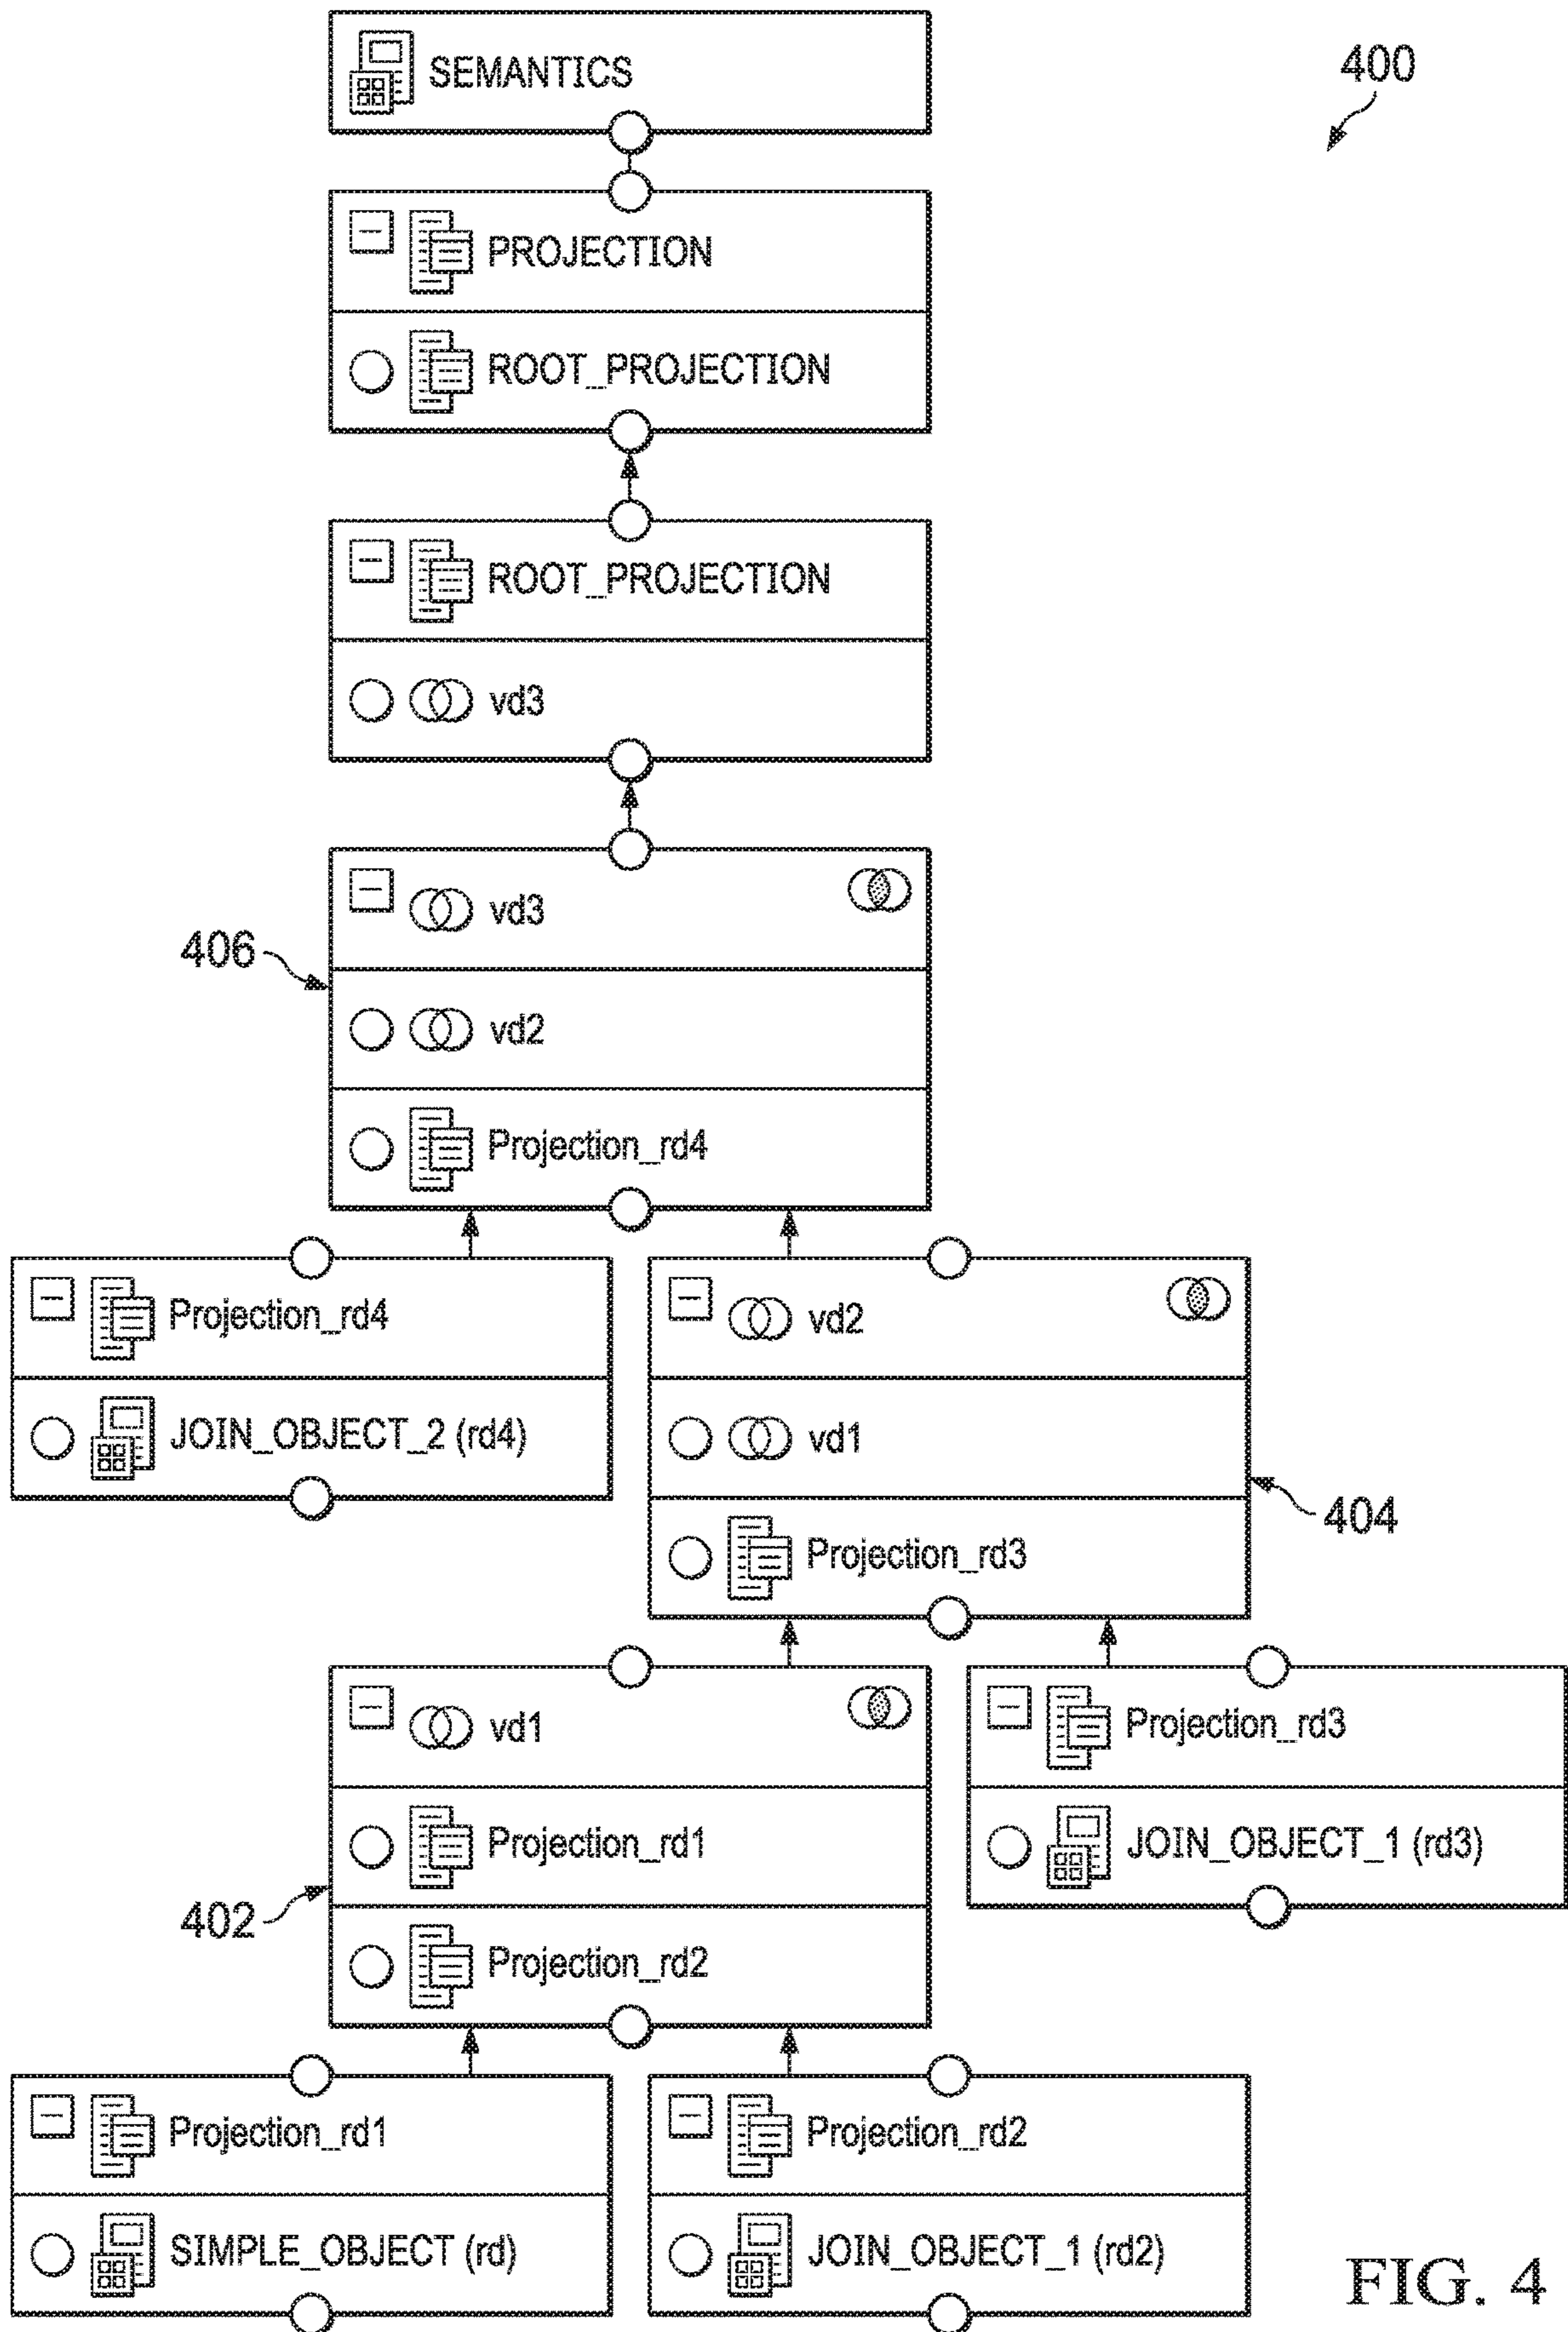 SEMANTICS
400
PROJECTION
ROOT_PROJECTION
ROOT_PROJECTION
vd3
vd3
406
vd2
Projection_rd4
Projection_rd4
vd2
JOIN_OBJECT_2 (rd4)
vd1
404
Projection_rd3
vd1
Projection_rd3
Projection_rd1
JOIN_OBJECT_1 (rd3)
402
Projection_rd2
Projection_rd1
Projection_rd2
SIMPLE_OBJECT (rd)
JOIN_OBJECT_1 (rd2)
FIG. 4